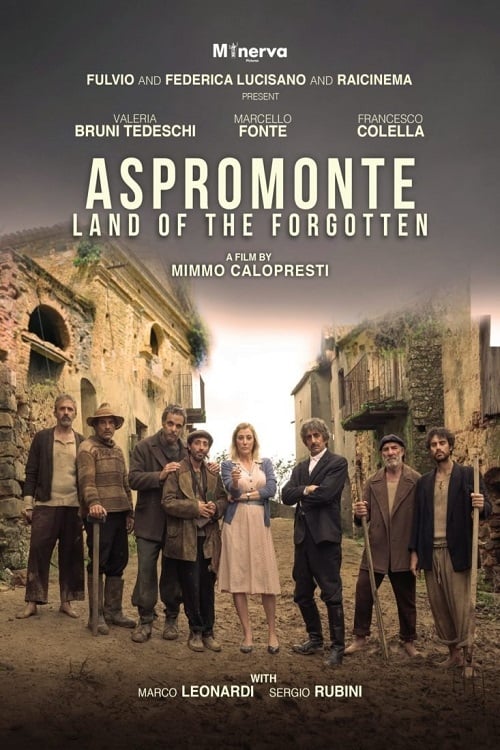 Minerva
Pictures
FULVIO AND FEDERICA LUCISANO AND RAICINEMA
PRESENT
VALERIA
BRUNI TEDESCHI
MARCELLO
FONTE
FRANCESCO
COLELLA
ASPROMONTE
LAND OF THE FORGOTTEN
A FILM BY
MIMMO CALOPRESTI
WITH
MARCO LEONARDI SERGIO RUBINI